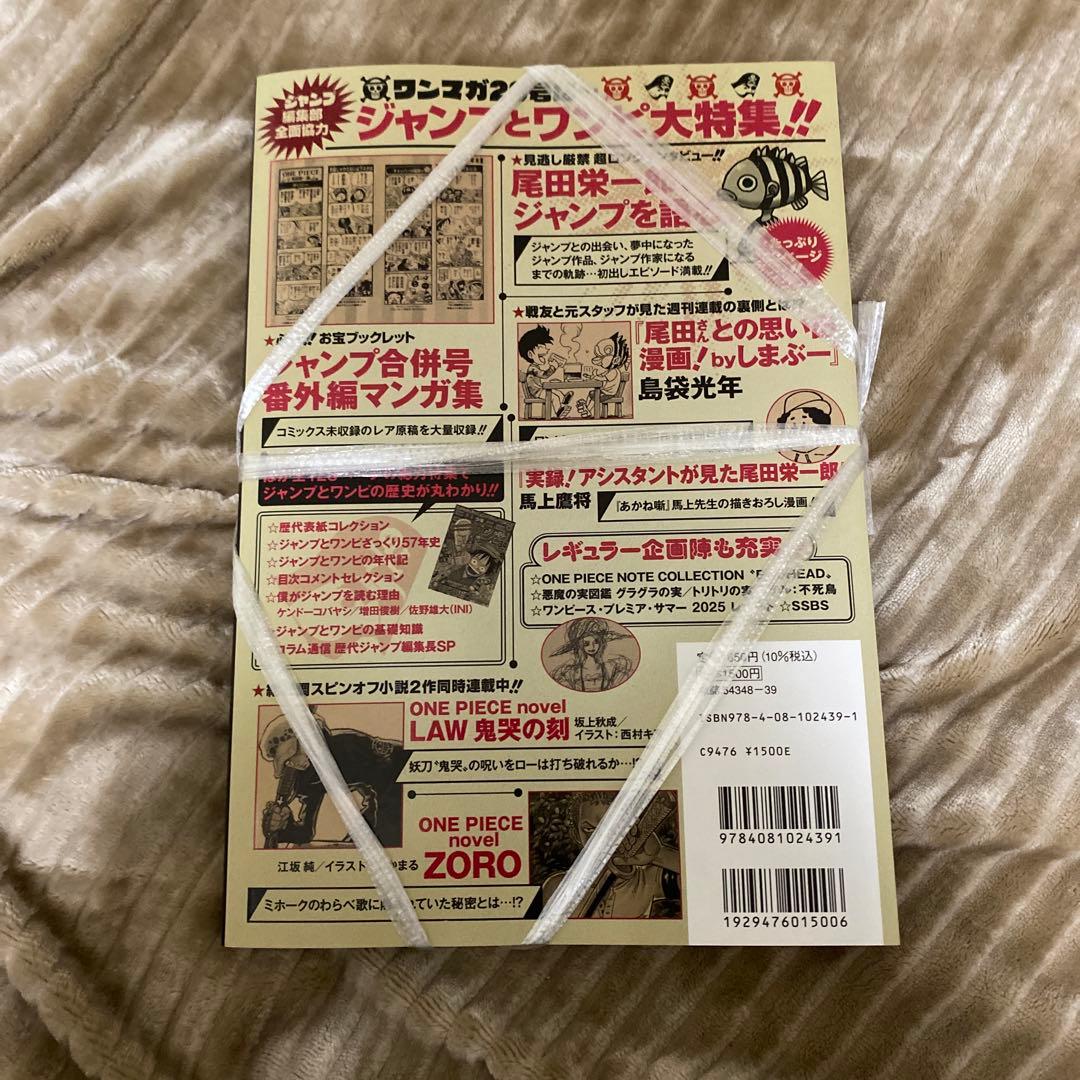 ジャンプ
編集部
全面協力
ワンマガ2
ジャンプとワンピ大特集!!
★見逃し厳禁 超ロ
ビュー!!
尾田栄一
ジャンプを語
ジャンプとの出会い、夢中になった
ジャンプ作品、ジャンプ作家になる
までの軌跡…初出しエピソード満載!!
っぷり
ページ
ONE PIECE
お宝ブックレット
ジャンプ合併号
番外編マンガ集
コミックス未収録のレア原稿を大量収録!!
★戦友と元スタッフが見た週刊連載の裏側とは
『尾田さんとの思い
漫画!byしまぶー』
島袋光年
『実録!アシスタントが見た尾田栄一郎
馬上鷹将
『あかね噺』馬上先生の描きおろし漫画
ジャンプとワンピの歴史が丸わかり!!
☆歴代表紙コレクション
☆ジャンプとワンピざっくり57年史
☆ジャンプとワンピの年代記
☆目次コメントセレクション
☆僕がジャンプを読む理由
ケンドーコバヤシ/増田俊樹/佐野雄大(INI)
☆ジャンプとワンピの基礎知識
コラム通信 歴代ジャンプ編集長SP
レギュラー企画陣も充実
☆ONE PIECE NOTE COLLECTION
HEAD〟
☆悪魔の実図鑑 グラグラの実/トリトリの実
:不死鳥
☆ワンピース・プレミア・サマー 2025
☆SSBS
スピンオフ小説2作同時連載中!!
ONE PIECE novel
LAW 鬼哭の刻
坂上秋成/
イラスト:西村キ
妖刀〝鬼哭〟の呪いをローは打ち破れるか…!?
ONE PIECE
novel
ZORO
江坂 純/イラスト
まる
ミホークのわらべ歌に
ていた秘密とは…!?
650円(10%税込)
1500円
54348-39
ISBN978-4-08-102439-1
C9476 ¥1500E
9784081024391
1929476015006